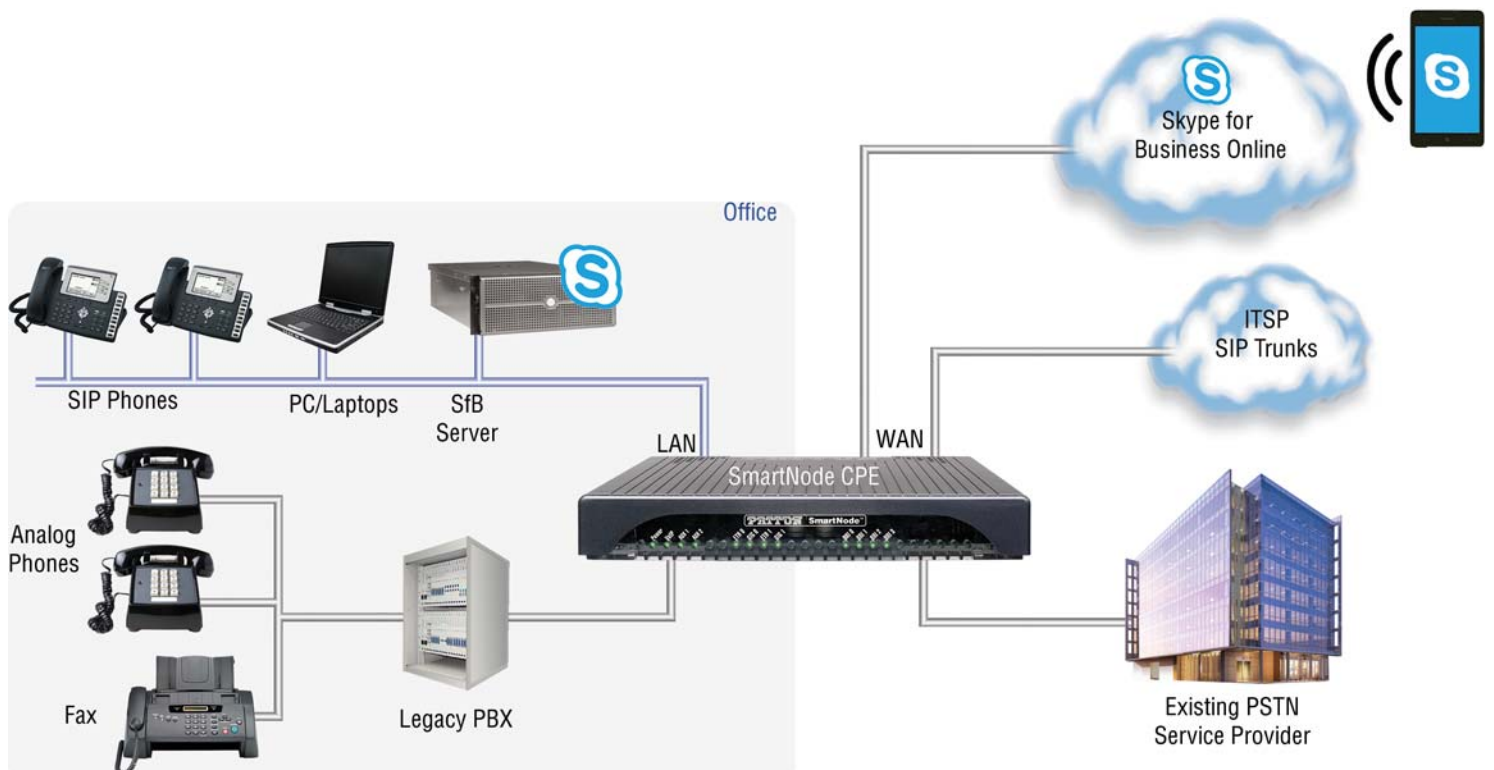 Skype for
Business Online
Office
ITSP
SIP Trunks
SIP Phones
PC/Laptops
SfB
Server
LAN
WAN
SmartNode CPE
PATTON SmartNode™
Analog
Phones
Fax
Legacy PBX
Existing PSTN
Service Provider